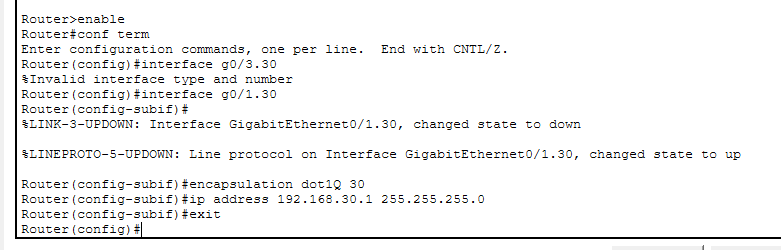 Router>enable
Router#conf term
Enter configuration commands, one per line.  End with CNTL/Z.
Router(config)#interface g0/3.30
%Invalid interface type and number
Router(config)#interface g0/1.30
Router(config-subif)#
%LINK-3-UPDOWN: Interface GigabitEthernet0/1.30, changed state to down
%LINEPROTO-5-UPDOWN: Line protocol on Interface GigabitEthernet0/1.30, changed state to up
Router(config-subif)#encapsulation dot1Q 30
Router(config-subif)#ip address 192.168.30.1 255.255.255.0
Router(config-subif)#exit
Router(config)#